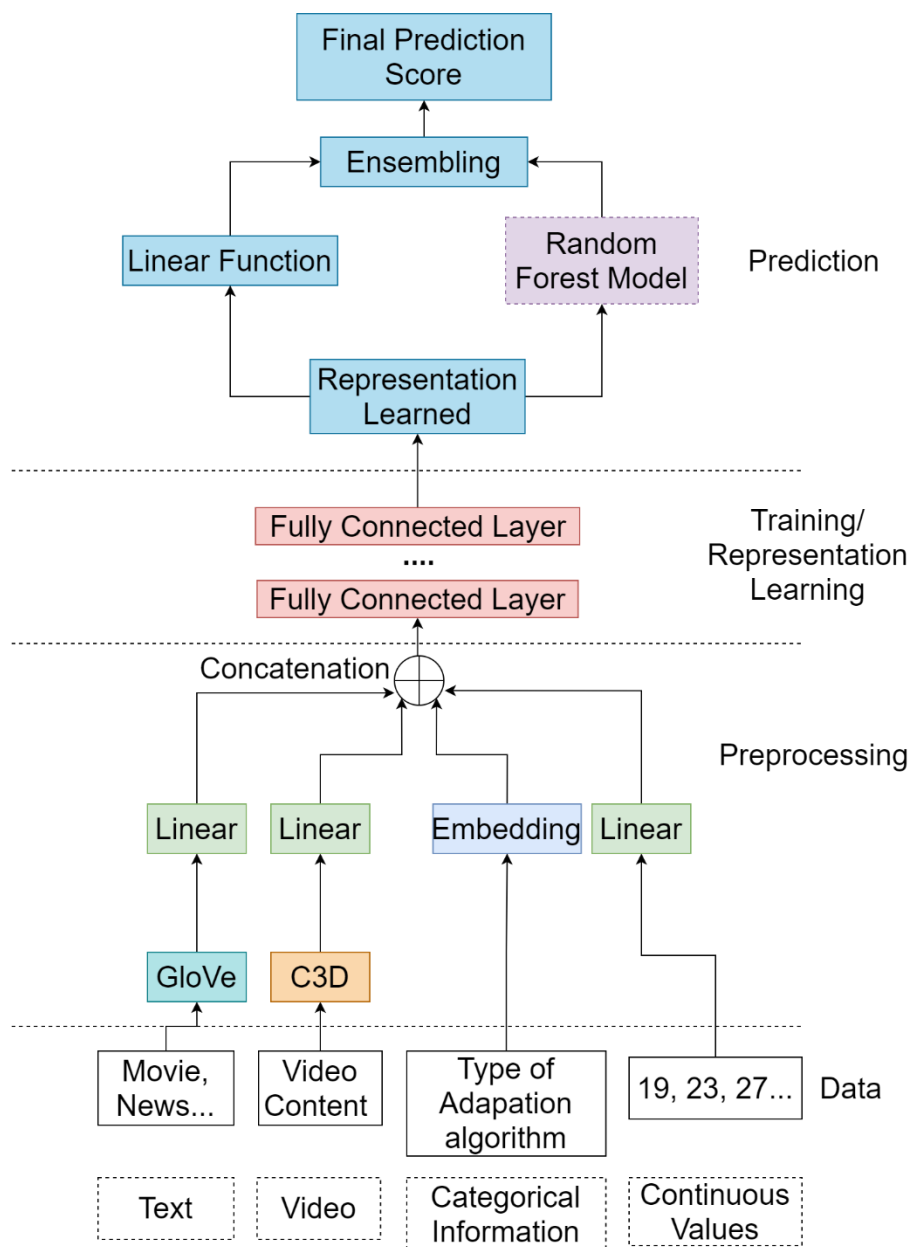 Final Prediction
Score
Ensembling
Linear Function
Random
Forest Model
Prediction
Representation
Learned
Fully Connected Layer
....
Fully Connected Layer
Training/
Representation
Learning
Concatenation
Preprocessing
Linear
Linear
Embedding
Linear
GloVe
C3D
Movie,
News...
Video
Content
Type of
Adapation
algorithm
19, 23, 27...
Data
Text
Video
Categorical
Information
Continuous
Values